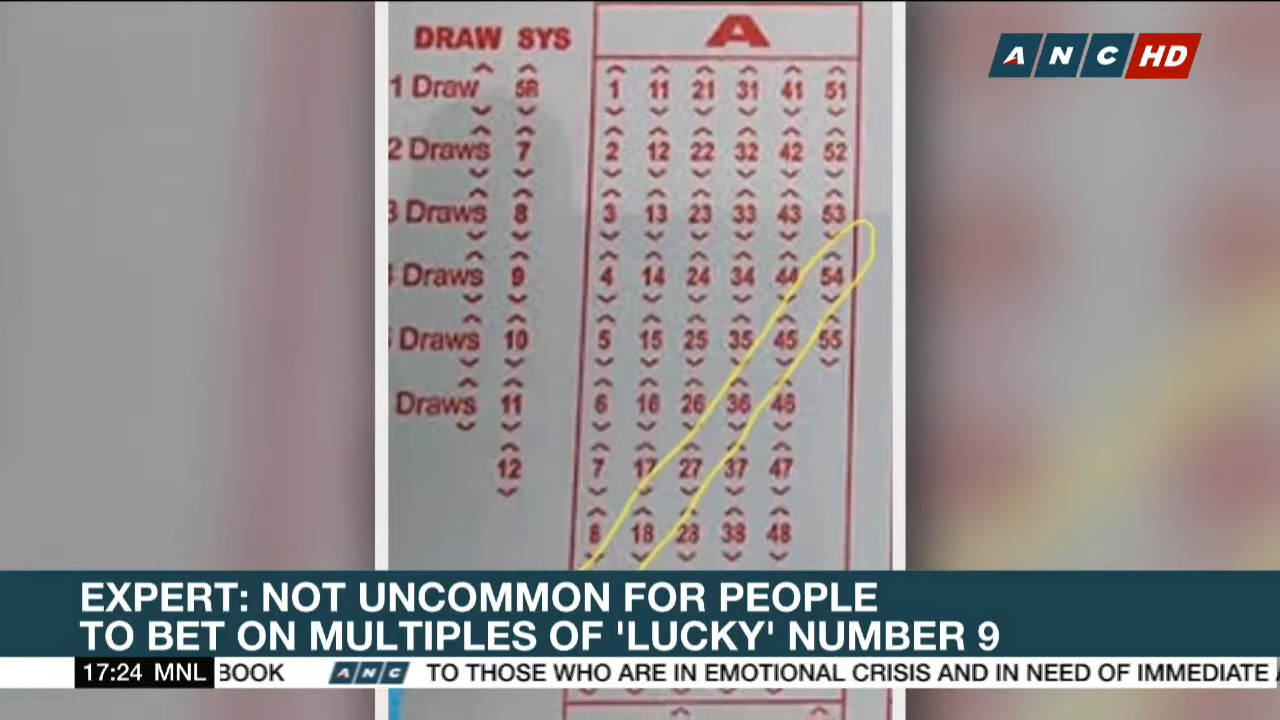 DRAW SYS A
ANC HD
1 Draw 5R 1 11 21 31 41 51
2 Draws 7 2 12 22 32 42 52
3 Draws 8 3 13 23 33 43 53
Draws 9 4 14 24 34 44 54
Draws 10 5 15 25 35 45 55
Draws 11 6 16 26 36 46
12 7 17 27 37 47
8 18 28 38 48
EXPERT: NOT UNCOMMON FOR PEOPLE
TO BET ON MULTIPLES OF 'LUCKY' NUMBER 9
17:24 MNL BOOK ANC TO THOSE WHO ARE IN EMOTIONAL CRISIS AND IN NEED OF IMMEDIATE